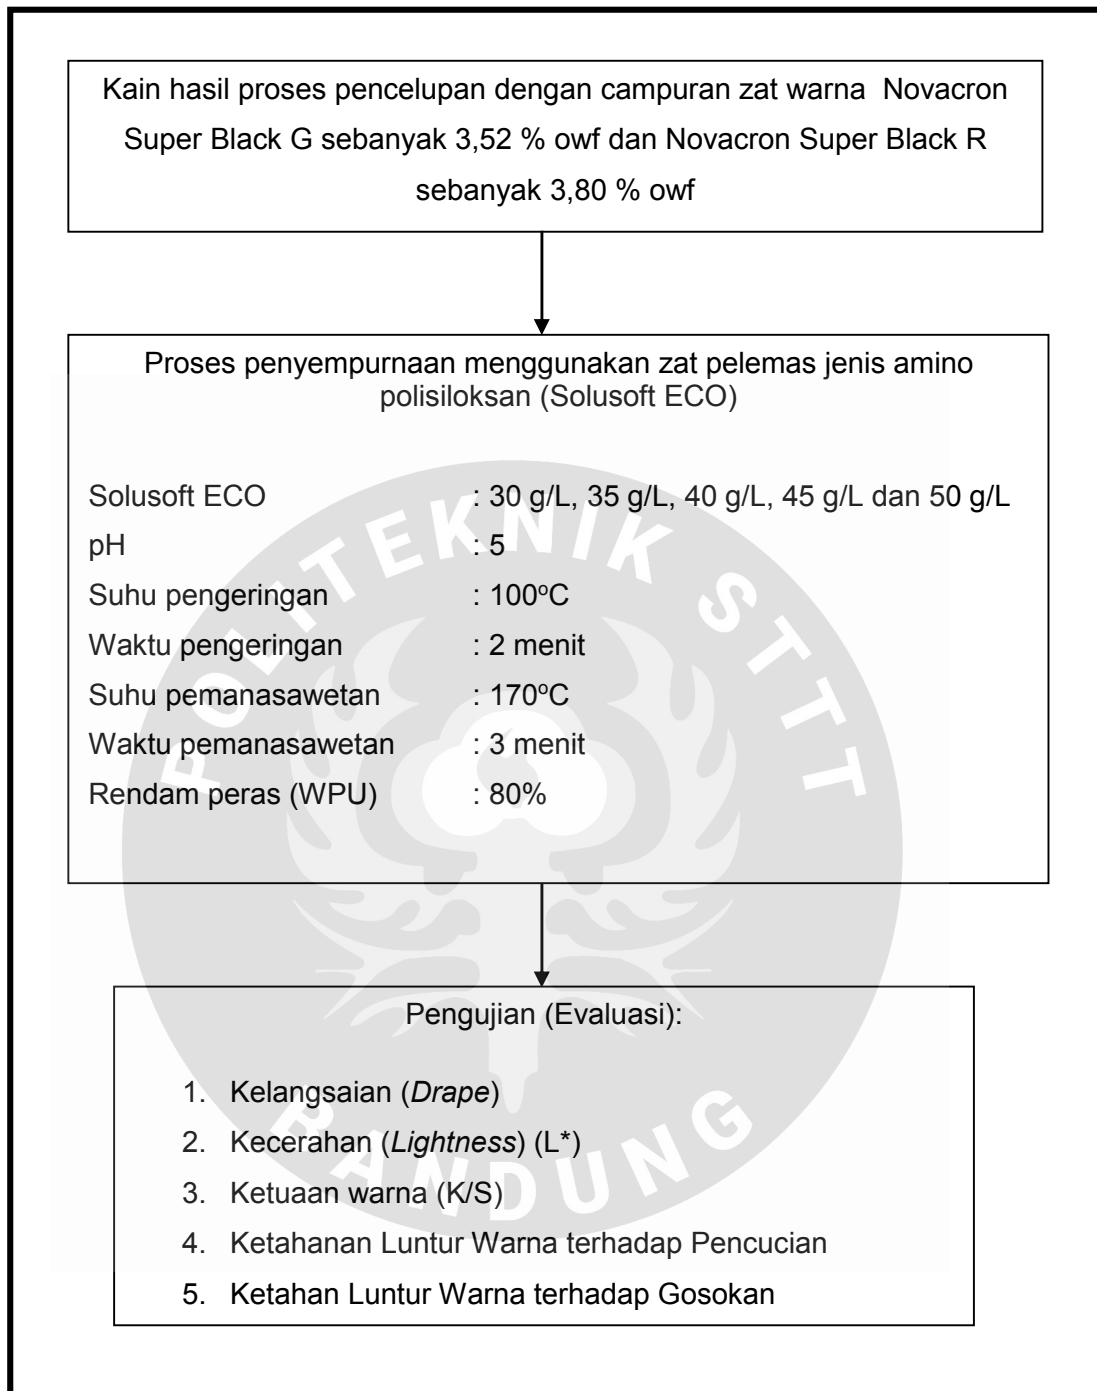 Kain hasil proses pencelupan dengan campuran zat warna  Novacron
Super Black G sebanyak 3,52 % owf dan Novacron Super Black R
sebanyak 3,80 % owf
Proses penyempurnaan menggunakan zat pelemas jenis amino
polisiloksan (Solusoft ECO)
Solusoft ECO : 30 g/L, 35 g/L, 40 g/L, 45 g/L dan 50 g/L
pH : 5
Suhu pengeringan : 100°C
Waktu pengeringan : 2 menit
Suhu pemanasawetan : 170°C
Waktu pemanasawetan : 3 menit
Rendam peras (WPU) : 80%
Pengujian (Evaluasi):
1. Kelangsaian (Drape)
2. Kecerahan (Lightness) (L*)
3. Ketuaan warna (K/S)
4. Ketahanan Luntur Warna terhadap Pencucian
5. Ketahan Luntur Warna terhadap Gosokan
POLITEKNIK STTT
BANDUNG